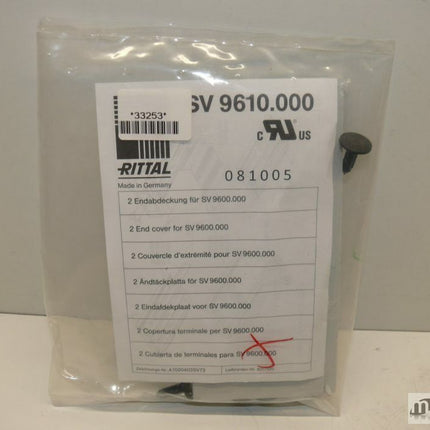 SV 9610.000
*33253*
C UR US
RITTAL
081005
Made in Germany
2 Endabdeckung für SV 9600.000
2 End cover for SV 9600.000
2 Couvercle d'extrémité pour SV 9600.000
2 Ändtäckplatta för SV 9600.000
2 Eindafdekplaat voor SV 9600.000
2 Copertura terminale per SV 9600.000
2 Cubierta de terminales para SV 9600.000